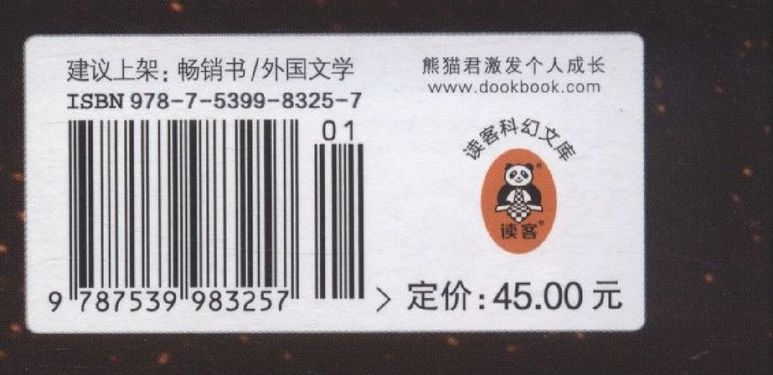 建议上架：畅销书/外国文学
ISBN 978-7-5399-8325-7
01
9 787539 983257 >
熊猫君激发个人成长
www.dookbook.com
读客科幻文库
读客®
定价：45.00 元